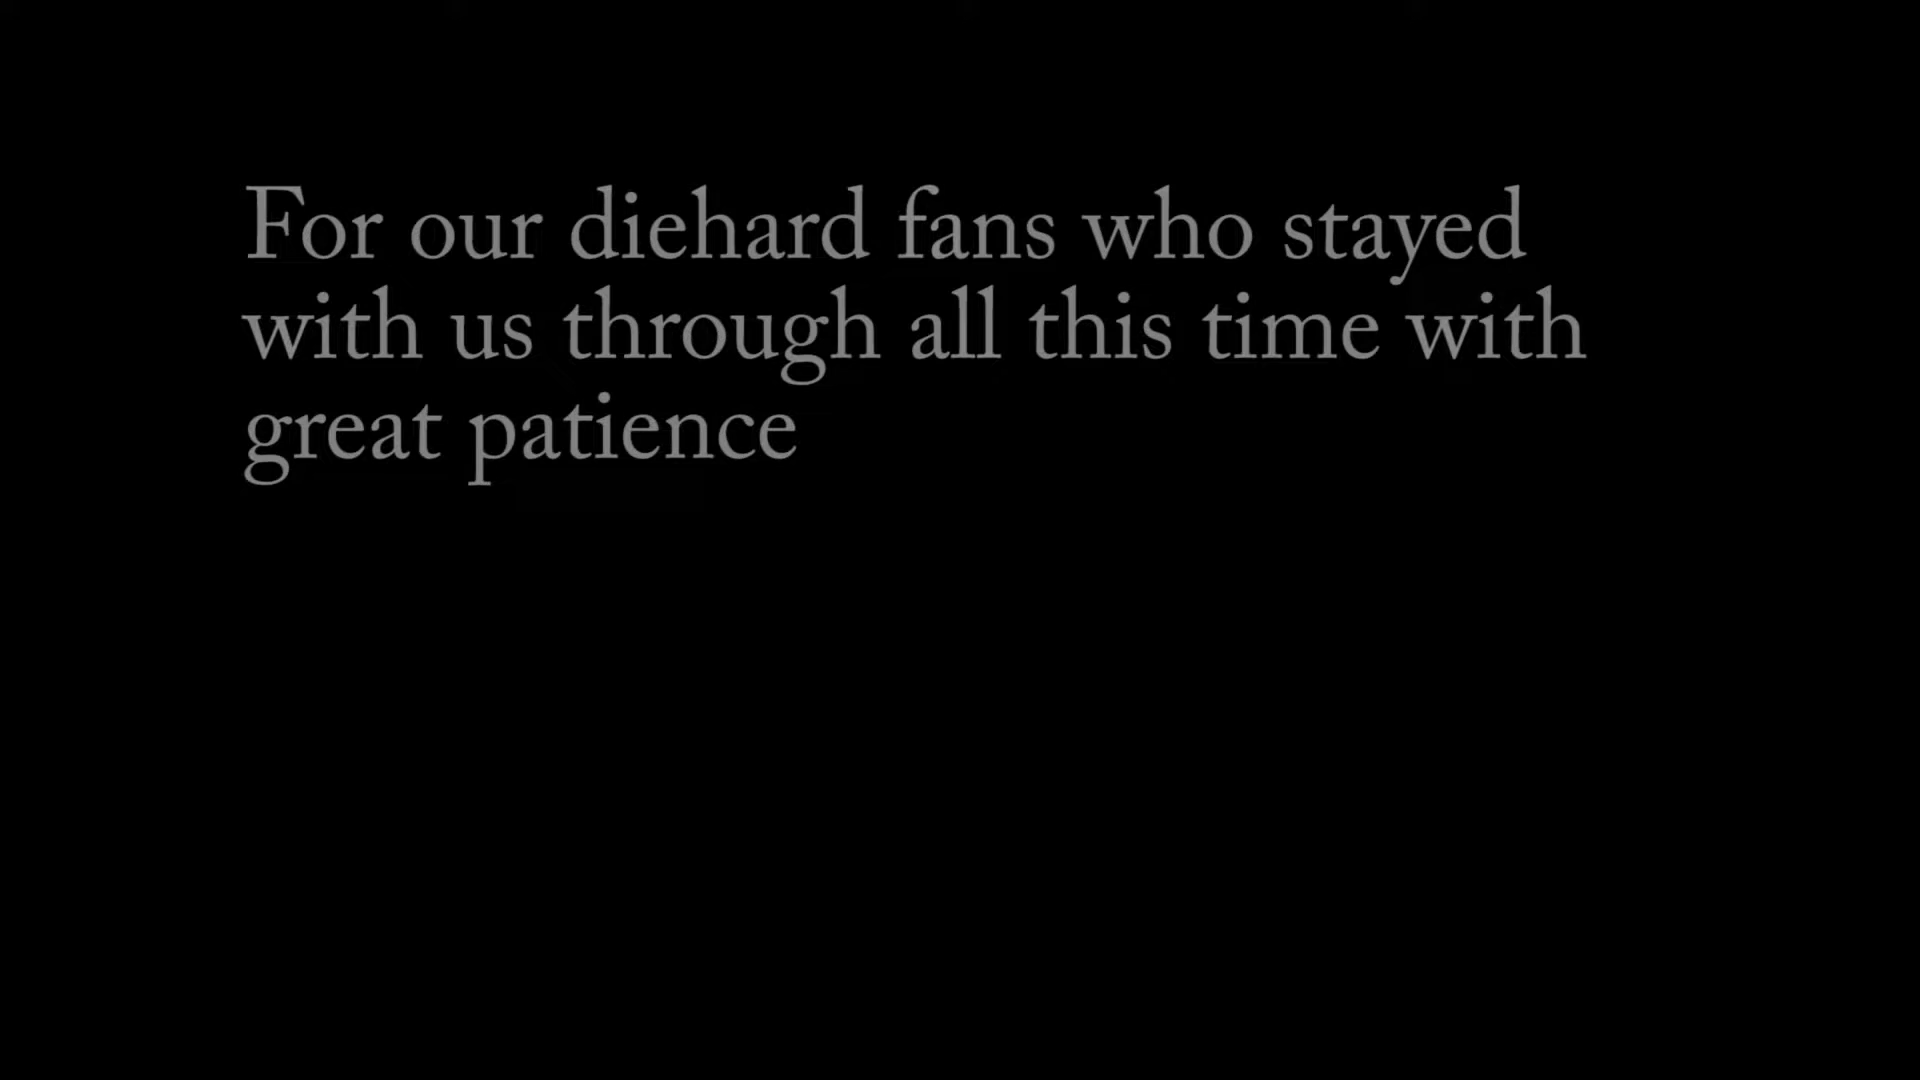 For our diehard fans who stayed
with us through all this time with
great patience